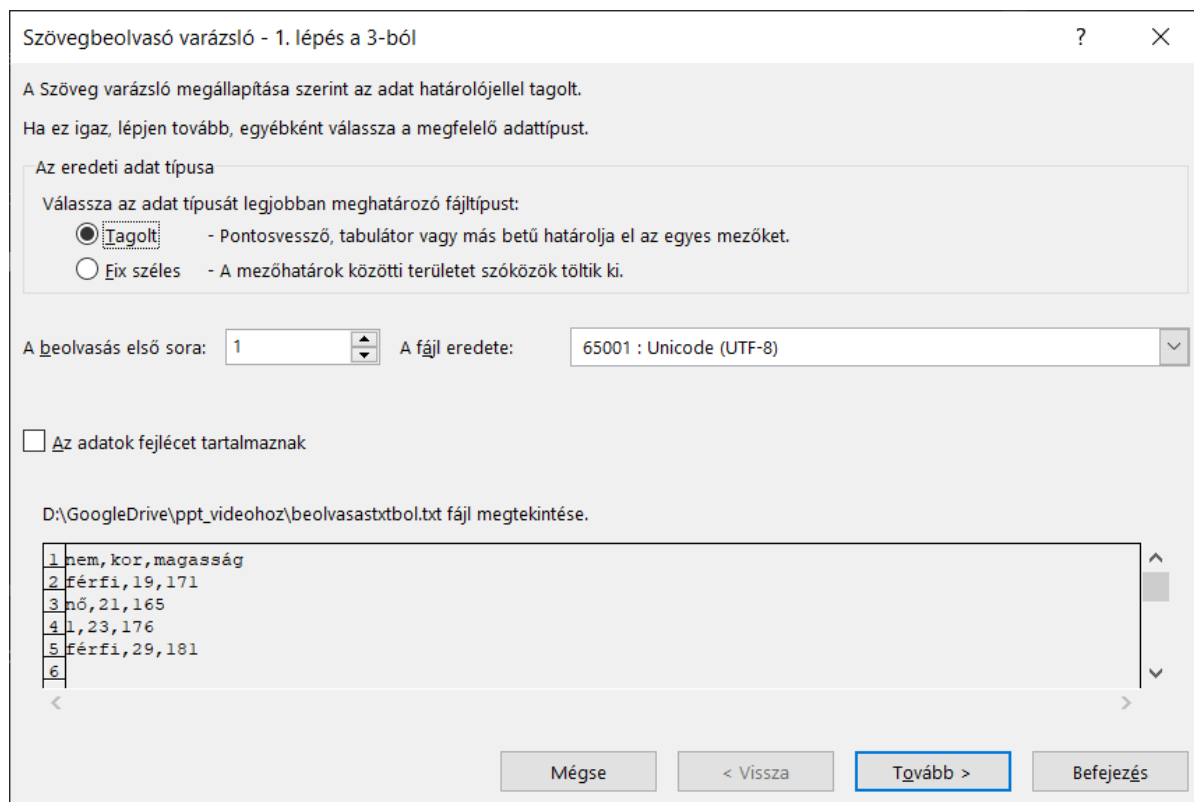 Szövegbeolvasó varázsló - 1. lépés a 3-ból ?
A Szöveg varázsló megállapítása szerint az adat határolójellel tagolt.
Ha ez igaz, lépjen tovább, egyébként válassza a megfelelő adattípust.
Az eredeti adat típusa
Válassza az adat típusát legjobban meghatározó fájltípust:
Tagolt - Pontosvessző, tabulátor vagy más betű határolja el az egyes mezőket.
Fix széles - A mezőhatárok közötti területet szóközök töltik ki.
A beolvasás első sora: 1 A fájl eredete: 65001 : Unicode (UTF-8)
Az adatok fejlécet tartalmaznak
D:\GoogleDrive\ppt_videohoz\beolvasastxtbol.txt fájl megtekintése.
1 nem,kor,magasság
2 férfi,19,171
3 nő,21,165
4 1,23,176
5 férfi,29,181
6
Mégse < Vissza Tovább > Befejezés